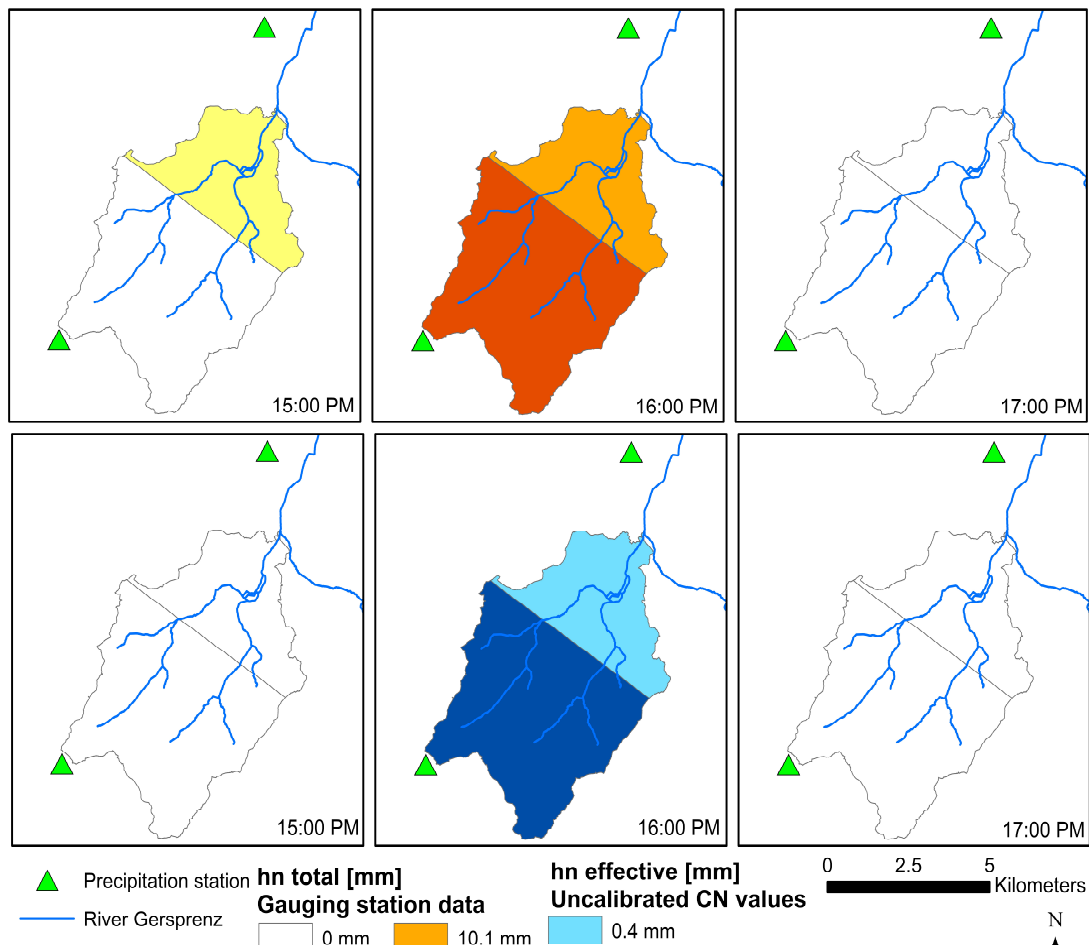 15:00 PM
16:00 PM
17:00 PM
15:00 PM
16:00 PM
17:00 PM
Precipitation station
River Gersprenz
hn total [mm]
Gauging station data
0 mm
10.1 mm
hn effective [mm]
Uncalibrated CN values
0.4 mm
0 2.5 5
Kilometers
N